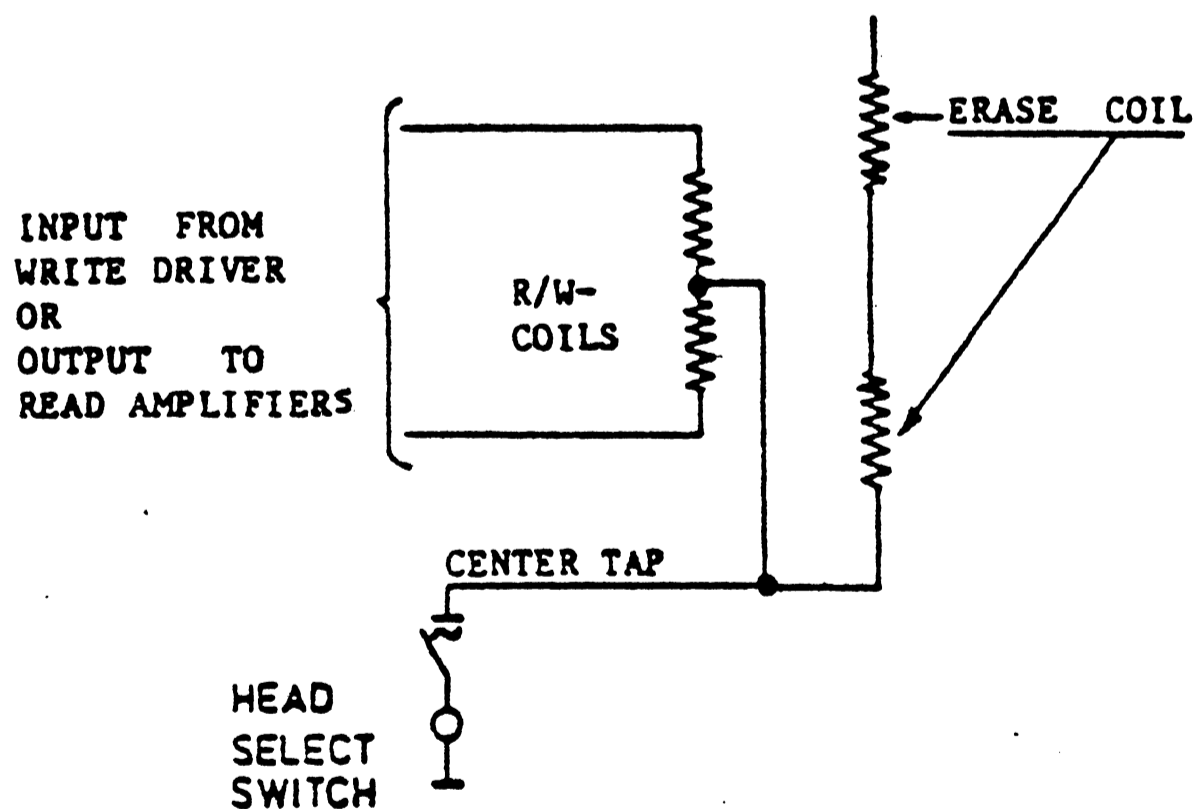 ERASE COIL
INPUT FROM
WRITE DRIVER
OR
OUTPUT TO
READ AMPLIFIERS
R/W-
COILS
CENTER TAP
HEAD
SELECT
SWITCH